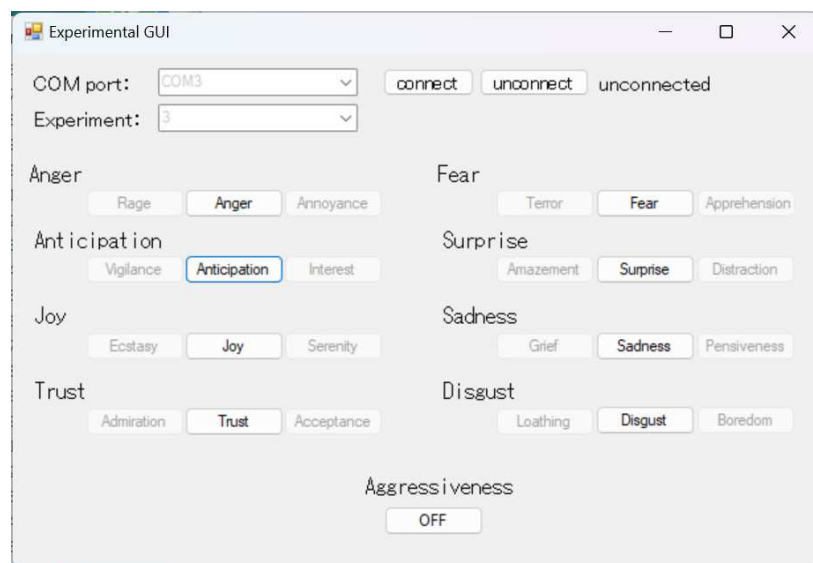 Experimental GUI
COM port: COM3 connect unconnect unconnected
Experiment: 3
Anger Fear
Rage Anger Annoyance Terror Fear Apprehension
Anticipation Surprise
Vigilance Anticipation Interest Amazement Surprise Distraction
Joy Sadness
Ecstasy Joy Serenity Grief Sadness Pensiveness
Trust Disgust
Admiration Trust Acceptance Loathing Disgust Boredom
Aggressiveness
OFF